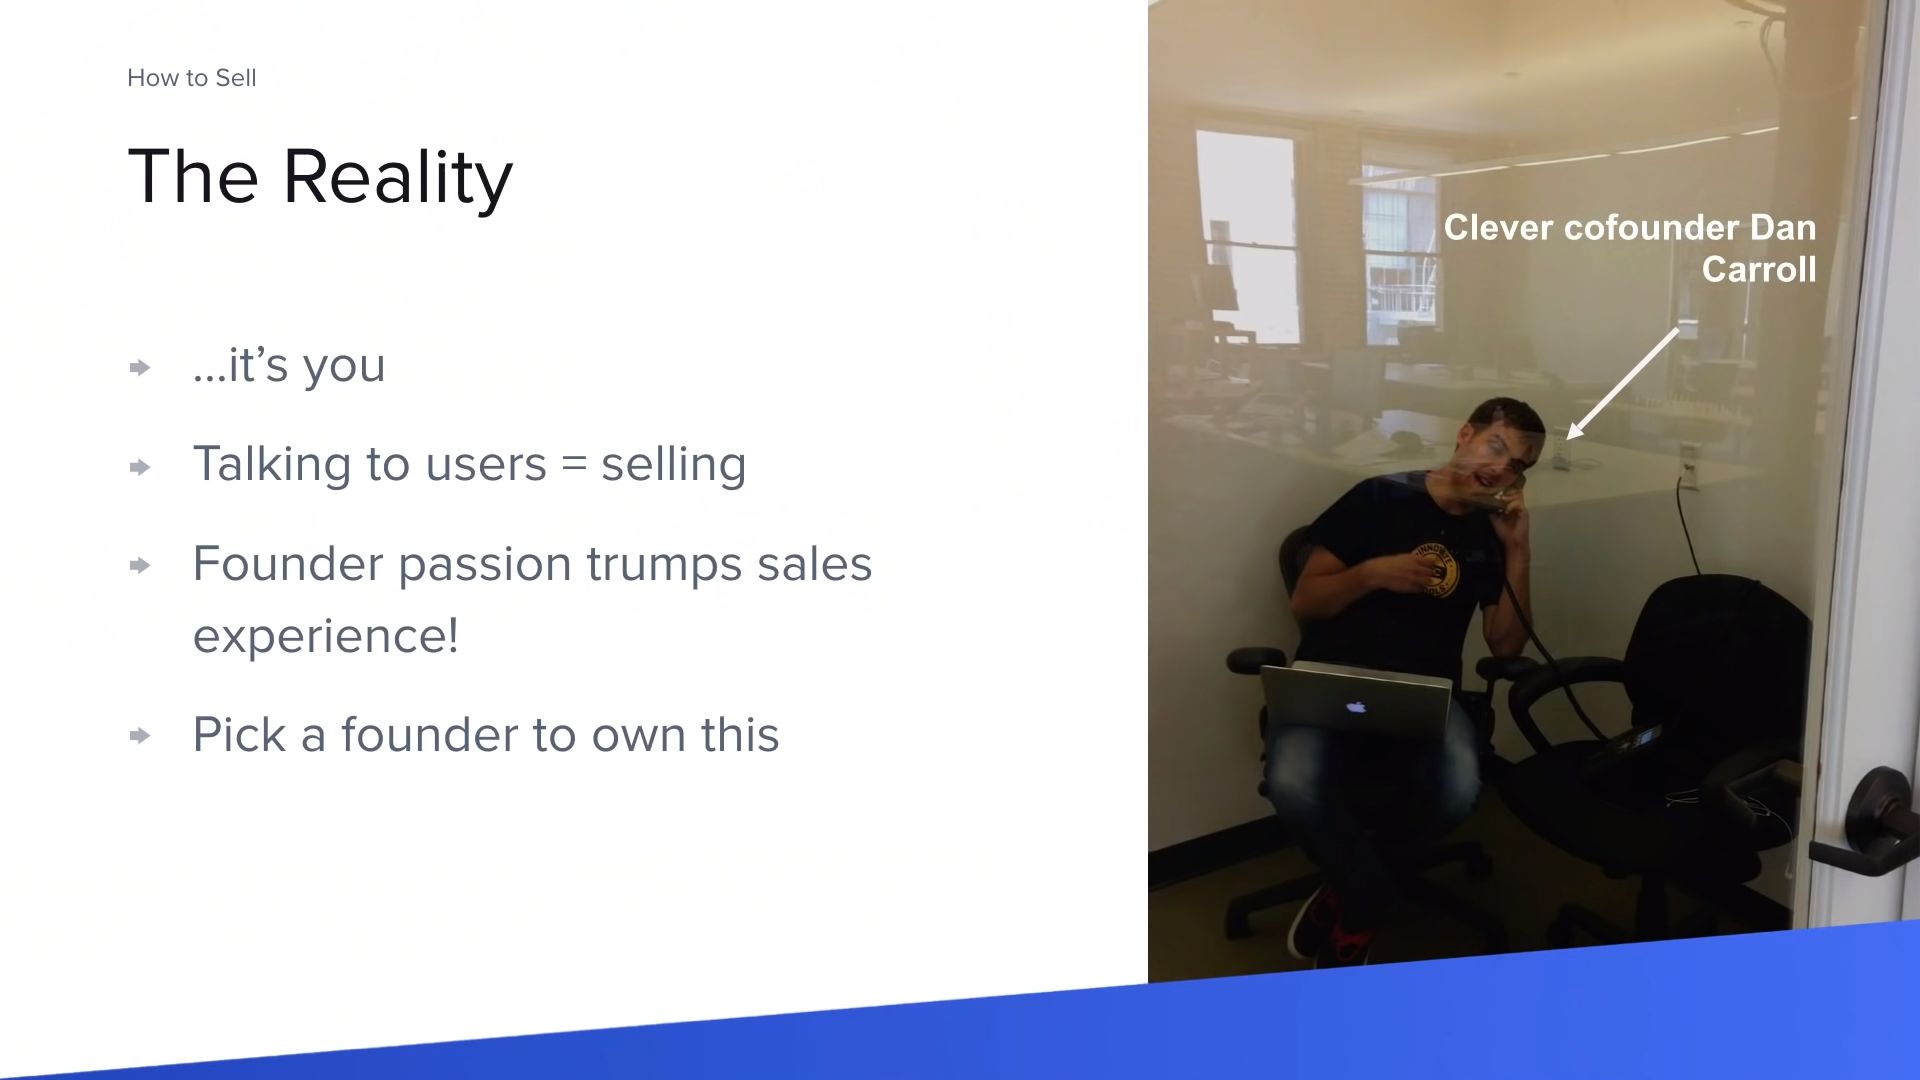 How to Sell
The Reality
...it’s you
Talking to users = selling
Founder passion trumps sales
experience!
Pick a founder to own this
Clever cofounder Dan
Carroll